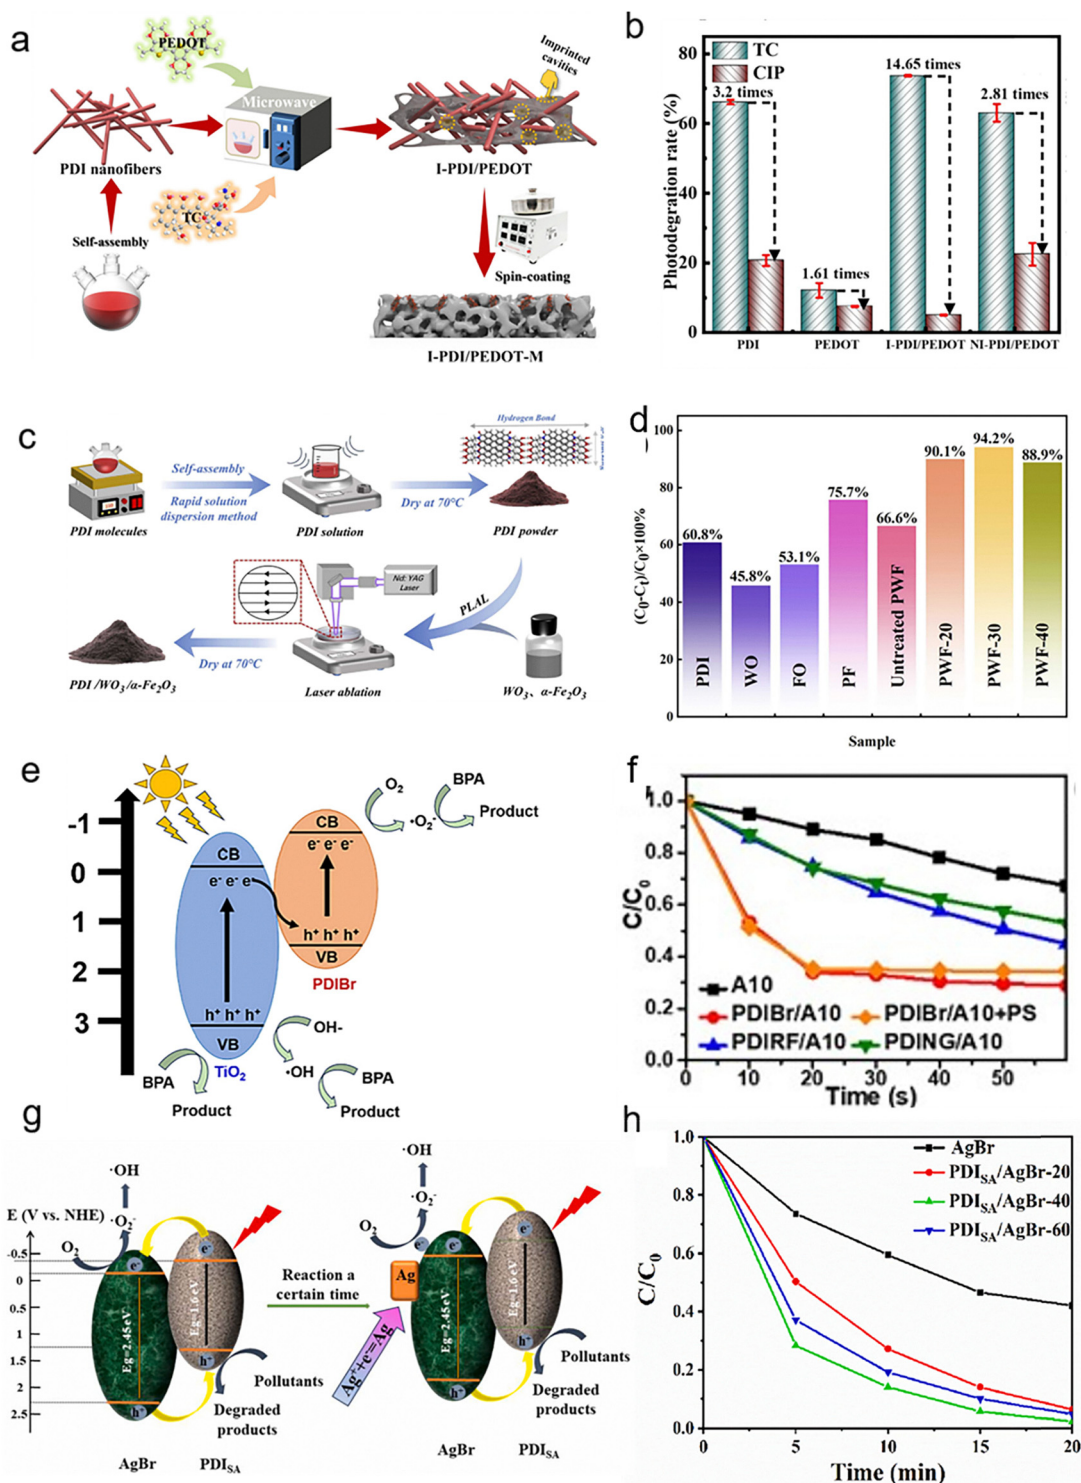 a
PEDOT
Microwave
Imprinted
cavities
PDI nanofibers
I-PDI/PEDOT
TC
Self-assembly
Spin-coating
I-PDI/PEDOT-M
b
Photodegration rate (%)
80
60
40
20
0
TC
CIP
3.2 times
1.61 times
14.65 times
2.81 times
PDI
PEDOT
I-PDI/PEDOT
NI-PDI/PEDOT
c
Self-assembly
Rapid solution
dispersion method
PDI molecules
PDI solution
Dry at 70°C
Hydrogen Bond
PDI powder
Nd: YAG
Laser
PLAL
Dry at 70°C
PDI /WO₃/α-Fe₂O₃
Laser ablation
WO₃、α-Fe₂O₃
d
(C₀-Cₜ)/C₀×100%
100
80
60
40
20
0
60.8%
45.8%
53.1%
75.7%
66.6%
90.1%
94.2%
88.9%
PDI
WO
FO
PF
Untreated PWF
PWF-20
PWF-30
PWF-40
Sample
e
-1
0
1
2
3
CB
e⁻ e⁻ e⁻
h⁺ h⁺ h⁺
VB
TiO₂
CB
e⁻ e⁻ e⁻
h⁺ h⁺ h⁺
VB
PDIBr
O₂
BPA
Product
OH-
•OH
BPA
Product
BPA
Product
f
C/C₀
1.0
0.8
0.6
0.4
0.2
0.0
A10
PDIBr/A10
PDIBr/A10+PS
PDIRF/A10
PDING/A10
0
10
20
30
40
50
Time (s)
g
·OH
·O₂⁻
O₂
E (V vs. NHE)
-0.5
0
0.5
1
1.5
2
2.5
e⁻
e⁻
Eg=2.45eV
Eg=1.6eV
h⁺
h⁺
Pollutants
Degraded
products
AgBr
PDI_SA
Reaction a
certain time
·OH
·O₂⁻
O₂
e⁻
e⁻
e⁻
Ag
Ag⁺+e⁻=Ag
Eg=2.45eV
Eg=1.6eV
h⁺
h⁺
Pollutants
Degraded
products
AgBr
PDI_SA
h
C/C₀
1.0
0.8
0.6
0.4
0.2
0.0
AgBr
PDI_SA/AgBr-20
PDI_SA/AgBr-40
PDI_SA/AgBr-60
0
5
10
15
20
Time (min)